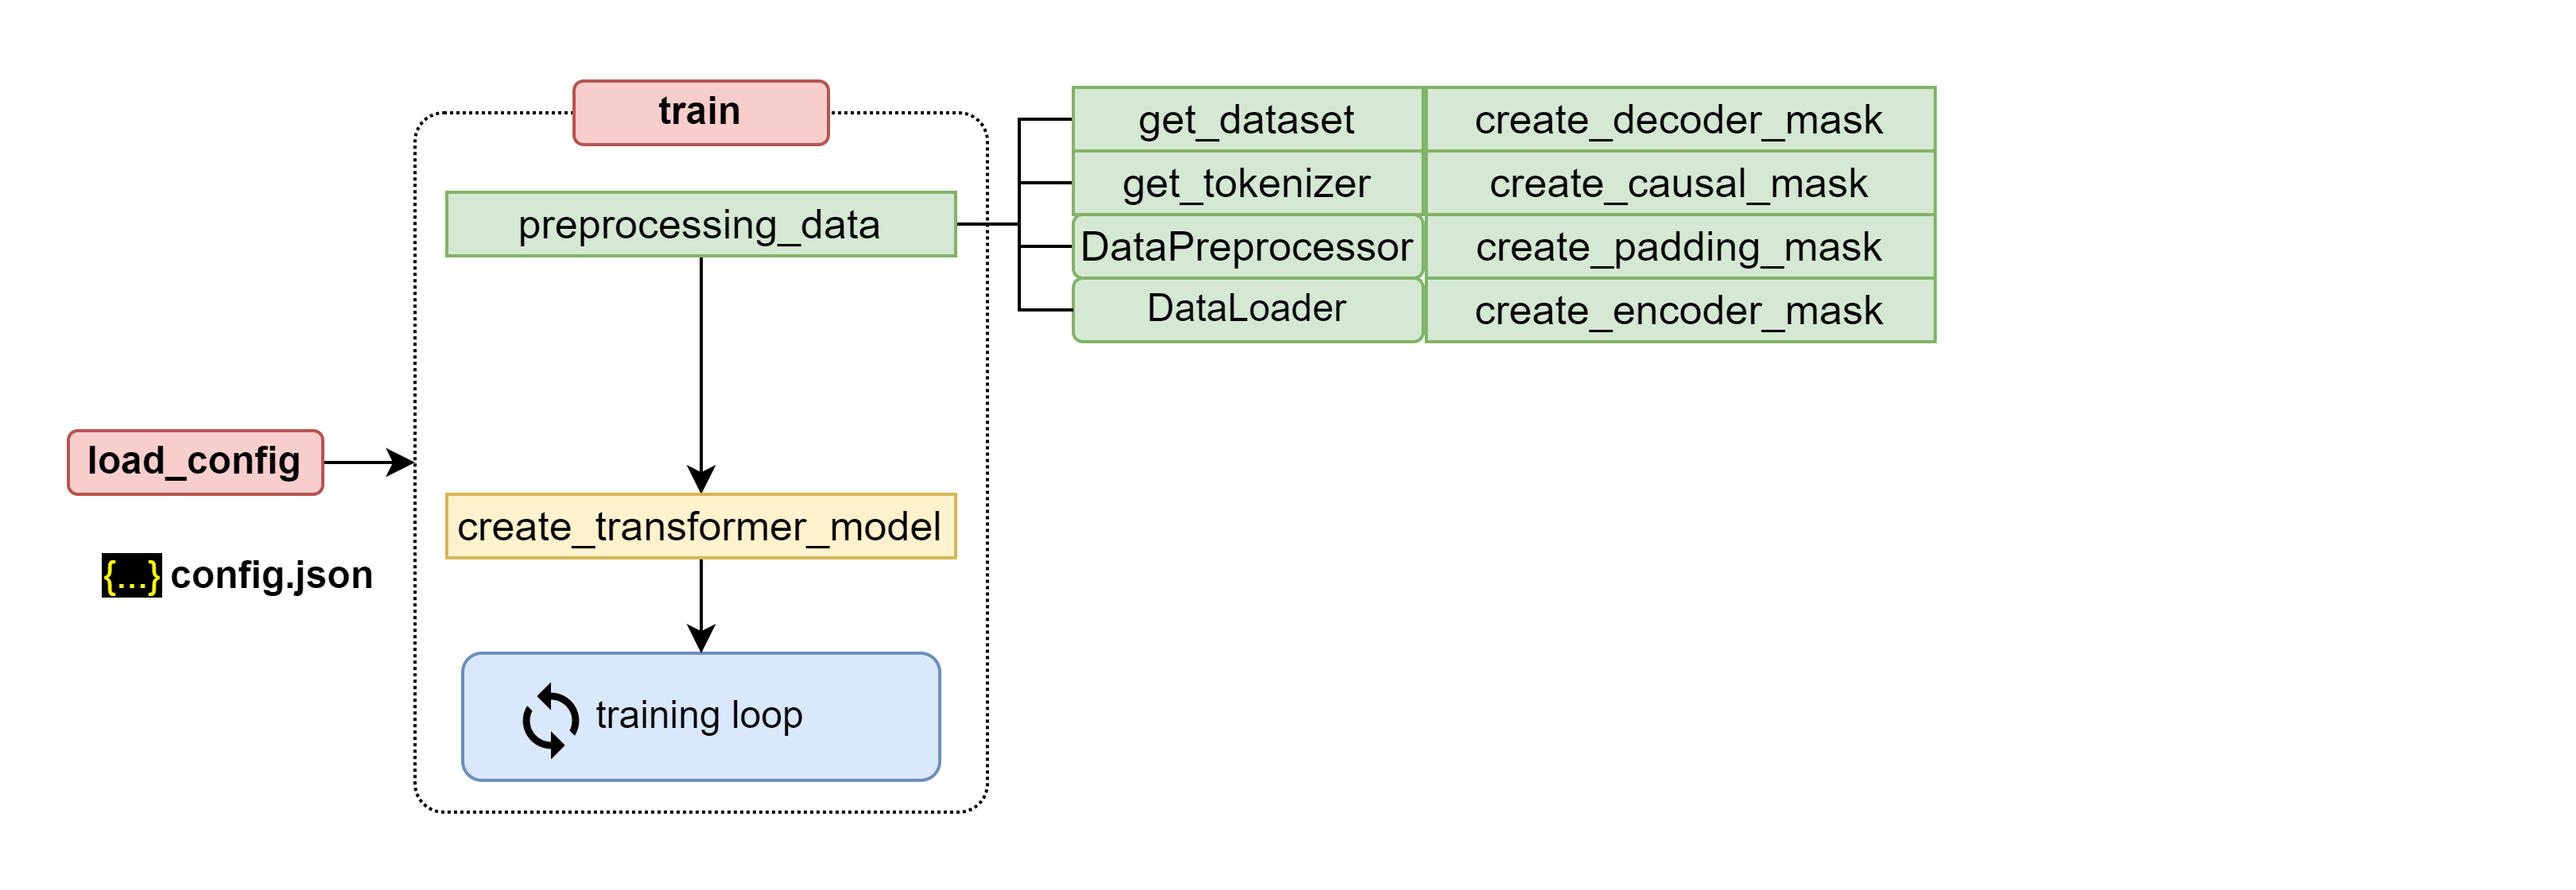 train
preprocessing_data
get_dataset
create_decoder_mask
get_tokenizer
create_causal_mask
DataPreprocessor
create_padding_mask
DataLoader
create_encoder_mask
load_config
{...} config.json
create_transformer_model
training loop